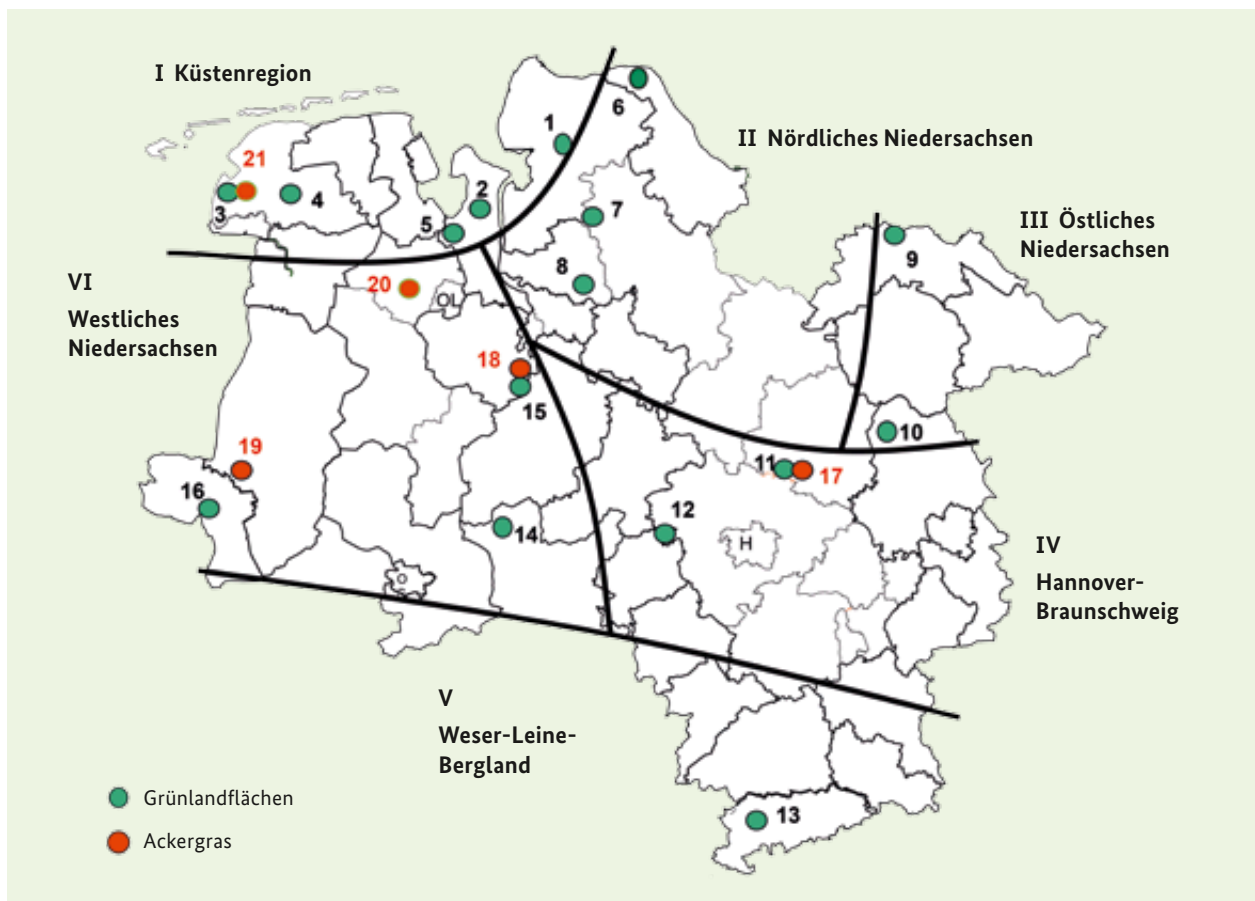 I Küstenregion
II Nördliches Niedersachsen
III Östliches
Niedersachsen
VI
Westliches
Niedersachsen
IV
Hannover-
Braunschweig
V
Weser-Leine-
Bergland
1
6
21
2
3
4
5
7
8
9
20
OL
18
15
10
19
11
17
16
12
14
H
O
13
Grünlandflächen
Ackergras